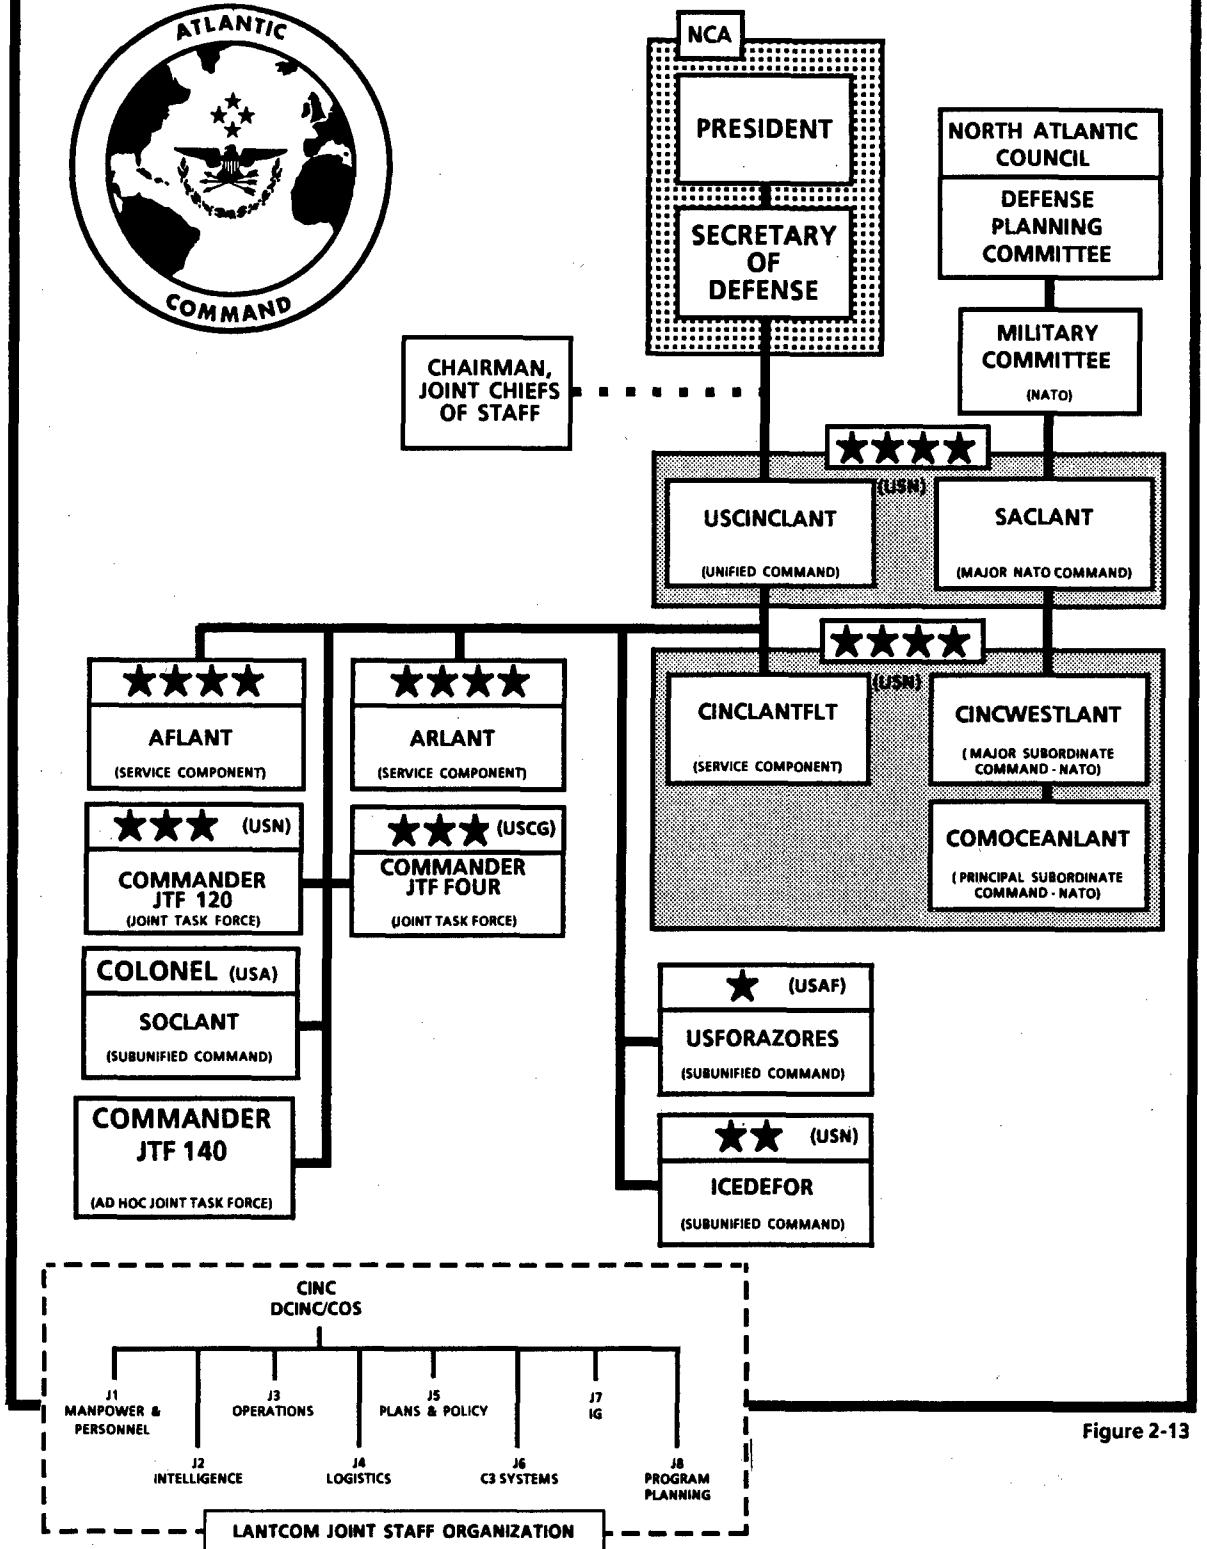 ATLANTIC
COMMAND
NCA
PRESIDENT
SECRETARY
OF
DEFENSE
NORTH ATLANTIC
COUNCIL
DEFENSE
PLANNING
COMMITTEE
MILITARY
COMMITTEE
(NATO)
CHAIRMAN,
JOINT CHIEFS
OF STAFF
(USN)
USCINCLANT
(UNIFIED COMMAND)
SACLANT
(MAJOR NATO COMMAND)
(USN)
AFLANT
(SERVICE COMPONENT)
ARLANT
(SERVICE COMPONENT)
CINCLANTFLT
(SERVICE COMPONENT)
CINCWESTLANT
(MAJOR SUBORDINATE
COMMAND - NATO)
(USN)
COMMANDER
JTF 120
(JOINT TASK FORCE)
(USCG)
COMMANDER
JTF FOUR
(JOINT TASK FORCE)
COMOCEANLANT
(PRINCIPAL SUBORDINATE
COMMAND - NATO)
COLONEL (USA)
SOCLANT
(SUBUNIFIED COMMAND)
(USAF)
USFORAZORES
(SUBUNIFIED COMMAND)
COMMANDER
JTF 140
(AD HOC JOINT TASK FORCE)
(USN)
ICEDEFOR
(SUBUNIFIED COMMAND)
CINC
DCINC/COS
J1
MANPOWER &
PERSONNEL
J2
INTELLIGENCE
J3
OPERATIONS
J4
LOGISTICS
J5
PLANS & POLICY
J6
C3 SYSTEMS
J7
IG
J8
PROGRAM
PLANNING
LANTCOM JOINT STAFF ORGANIZATION
Figure 2-13